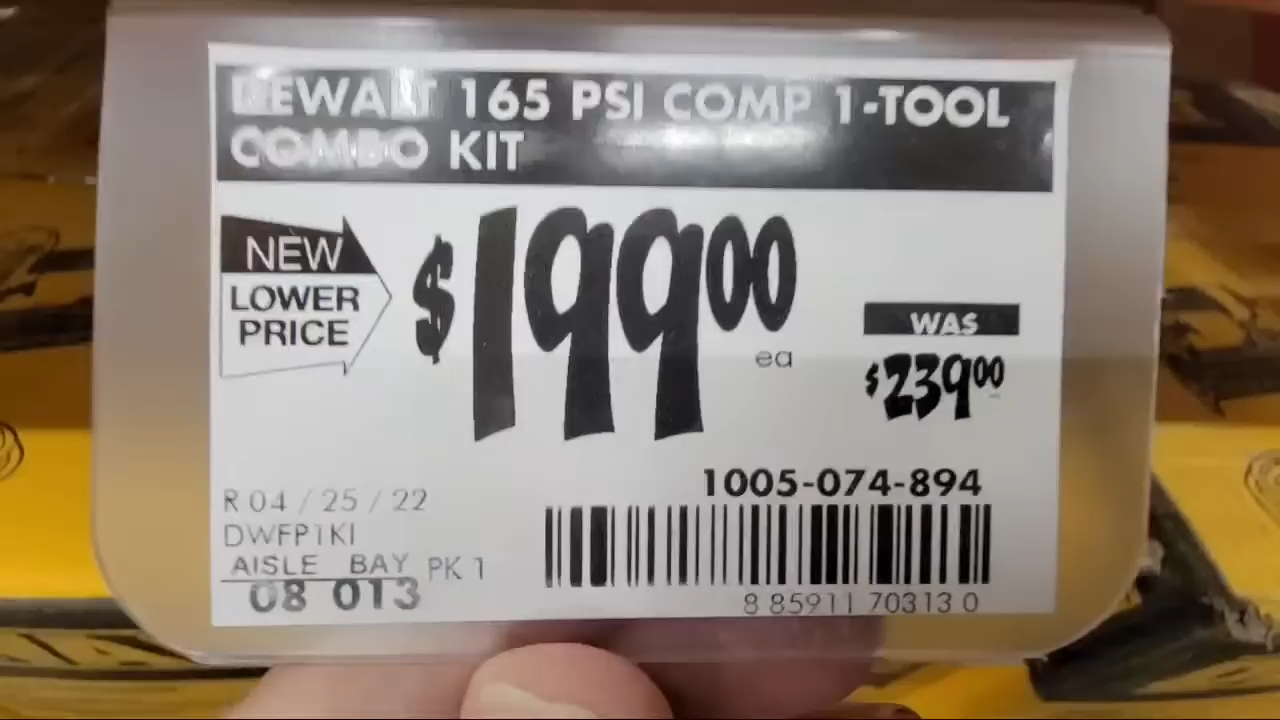 DEWALT 165 PSI COMP 1-TOOL
COMBO KIT
NEW
LOWER
PRICE
$19900
ea
WAS
$23900
1005-074-894
R 04 / 25 / 22
DWFP1KI
AISLE BAY PK 1
08 013
8 85911 70313 0